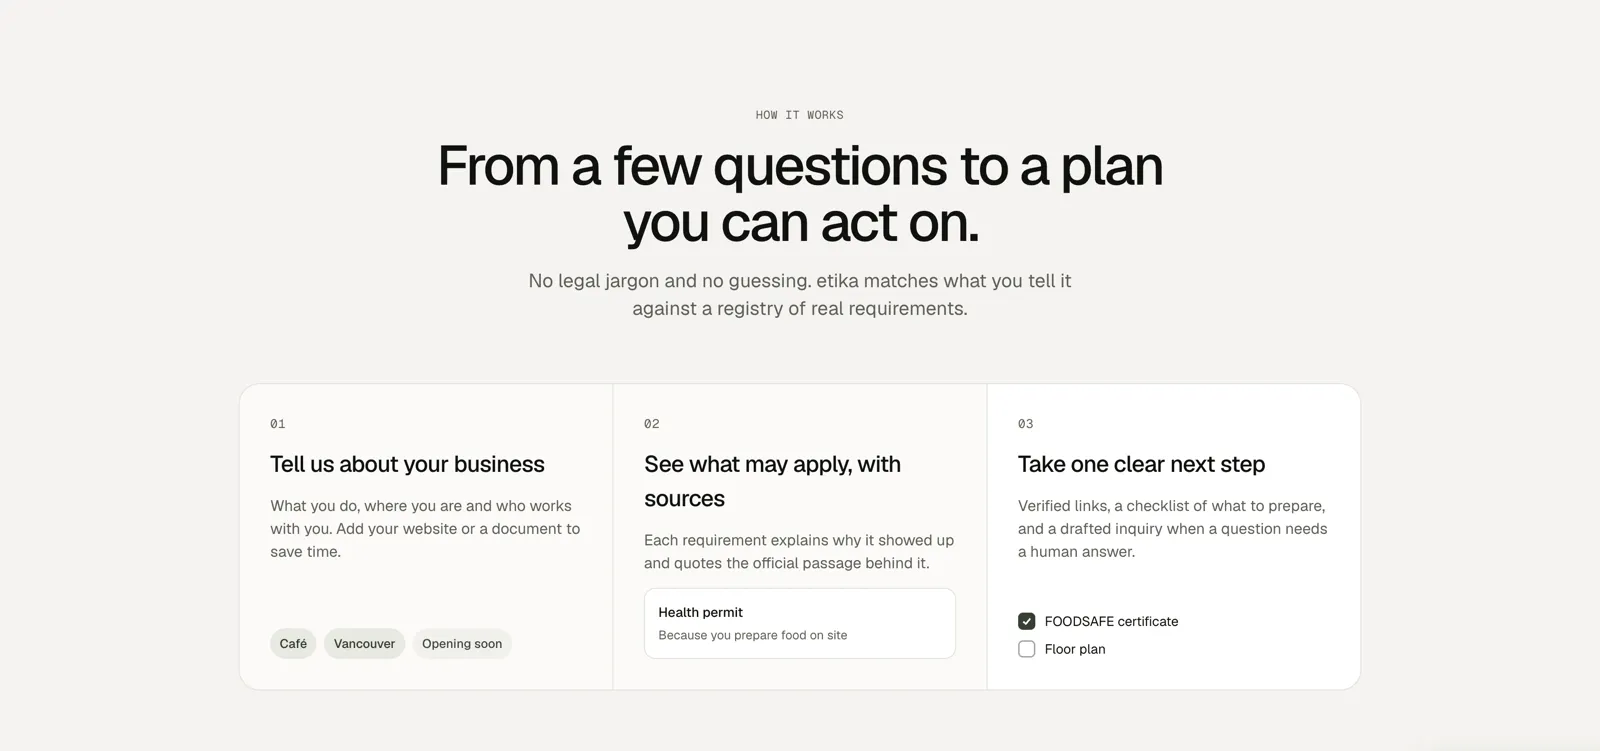 HOW IT WORKS
From a few questions to a plan
you can act on.
No legal jargon and no guessing. etika matches what you tell it
against a registry of real requirements.
01
Tell us about your business
What you do, where you are and who works
with you. Add your website or a document to
save time.
Café
Vancouver
Opening soon
02
See what may apply, with
sources
Each requirement explains why it showed up
and quotes the official passage behind it.
Health permit
Because you prepare food on site
03
Take one clear next step
Verified links, a checklist of what to prepare,
and a drafted inquiry when a question needs
a human answer.
FOODSAFE certificate
Floor plan